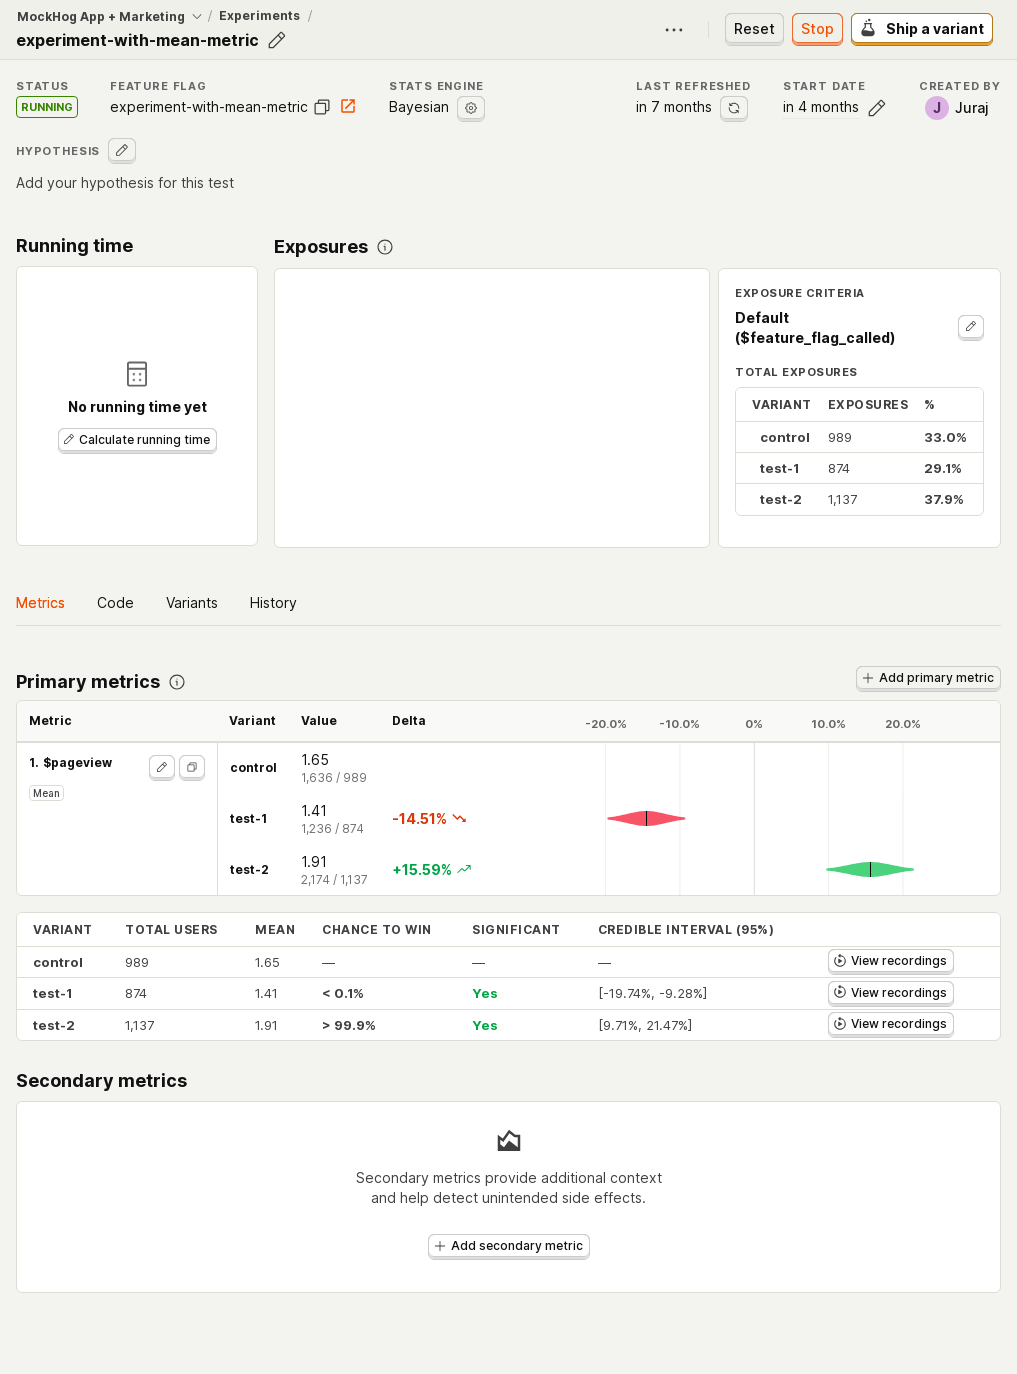 MockHog App + Marketing / Experiments /
experiment-with-mean-metric
Reset
Stop
Ship a variant
STATUS
RUNNING
FEATURE FLAG
experiment-with-mean-metric
STATS ENGINE
Bayesian
LAST REFRESHED
in 7 months
START DATE
in 4 months
CREATED BY
J Juraj
HYPOTHESIS
Add your hypothesis for this test
Running time
No running time yet
Calculate running time
Exposures
EXPOSURE CRITERIA
Default
($feature_flag_called)
TOTAL EXPOSURES
VARIANT EXPOSURES %
control 989 33.0%
test-1 874 29.1%
test-2 1,137 37.9%
Metrics Code Variants History
Primary metrics
Add primary metric
Metric Variant Value Delta -20.0% -10.0% 0% 10.0% 20.0%
1. $pageview
Mean
control 1.65
1,636 / 989
test-1 1.41 -14.51%
1,236 / 874
test-2 1.91 +15.59%
2,174 / 1,137
VARIANT TOTAL USERS MEAN CHANCE TO WIN SIGNIFICANT CREDIBLE INTERVAL (95%)
control 989 1.65 — — — View recordings
test-1 874 1.41 < 0.1% Yes [-19.74%, -9.28%] View recordings
test-2 1,137 1.91 > 99.9% Yes [9.71%, 21.47%] View recordings
Secondary metrics
Secondary metrics provide additional context
and help detect unintended side effects.
Add secondary metric